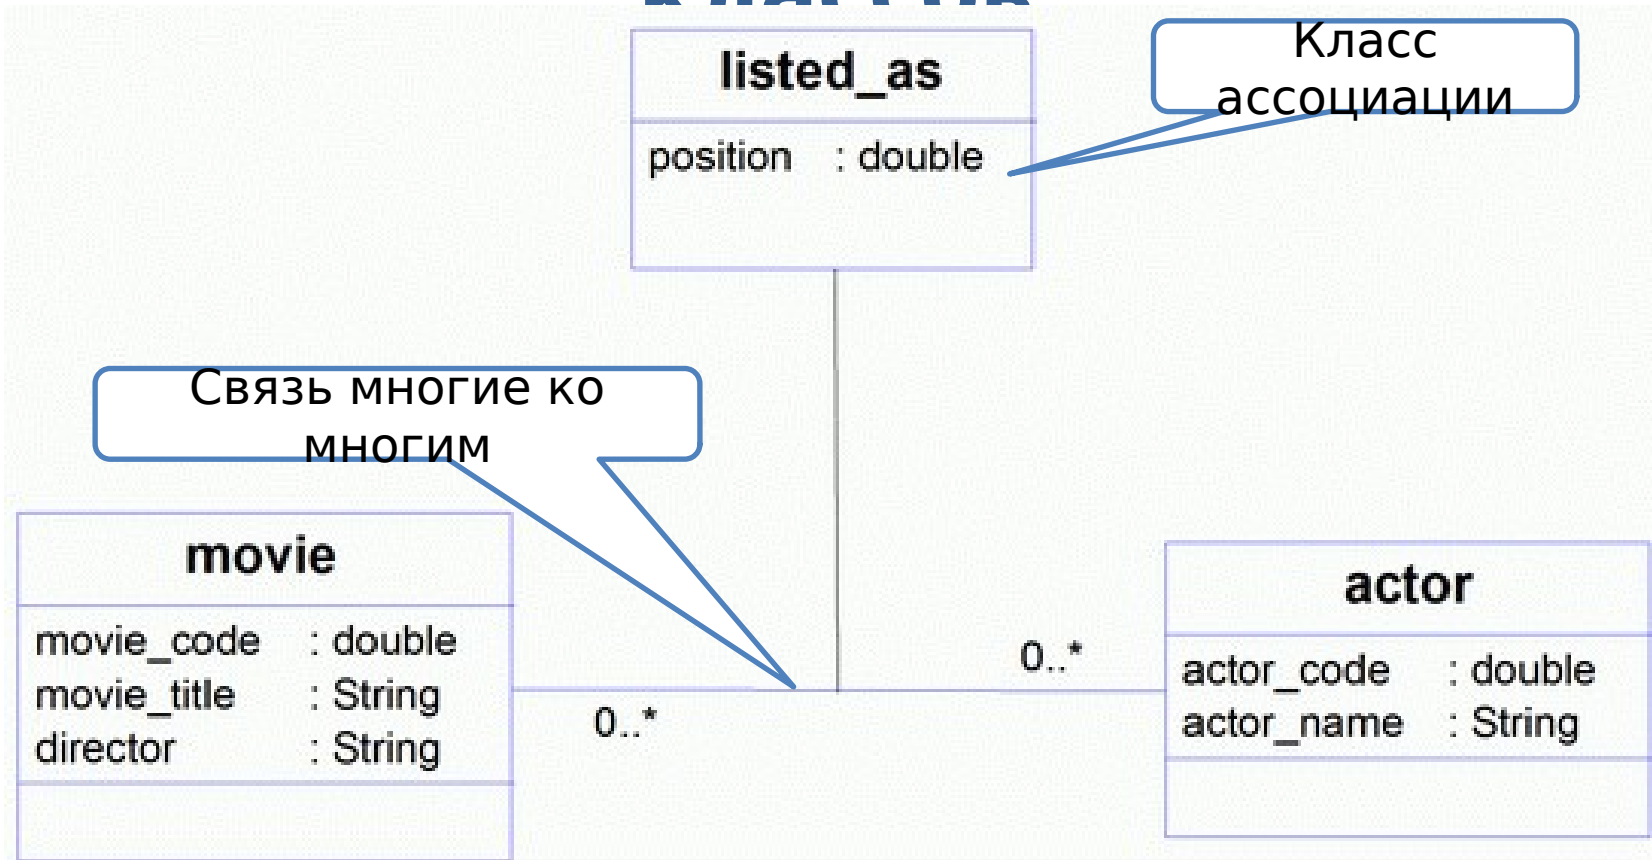 listed_as
position : double
Класс
ассоциации
Связь многие ко
многим
movie
movie_code : double
movie_title : String
director : String
0..*
0..*
actor
actor_code : double
actor_name : String